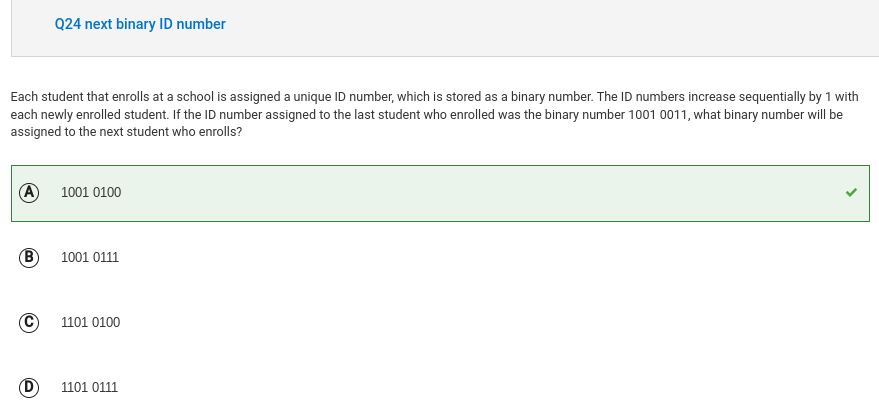 Q24 next binary ID number
Each student that enrolls at a school is assigned a unique ID number, which is stored as a binary number. The ID numbers increase sequentially by 1 with
each newly enrolled student. If the ID number assigned to the last student who enrolled was the binary number 1001 0011, what binary number will be
assigned to the next student who enrolls?
A 1001 0100
B 1001 0111
C 1101 0100
D 1101 0111